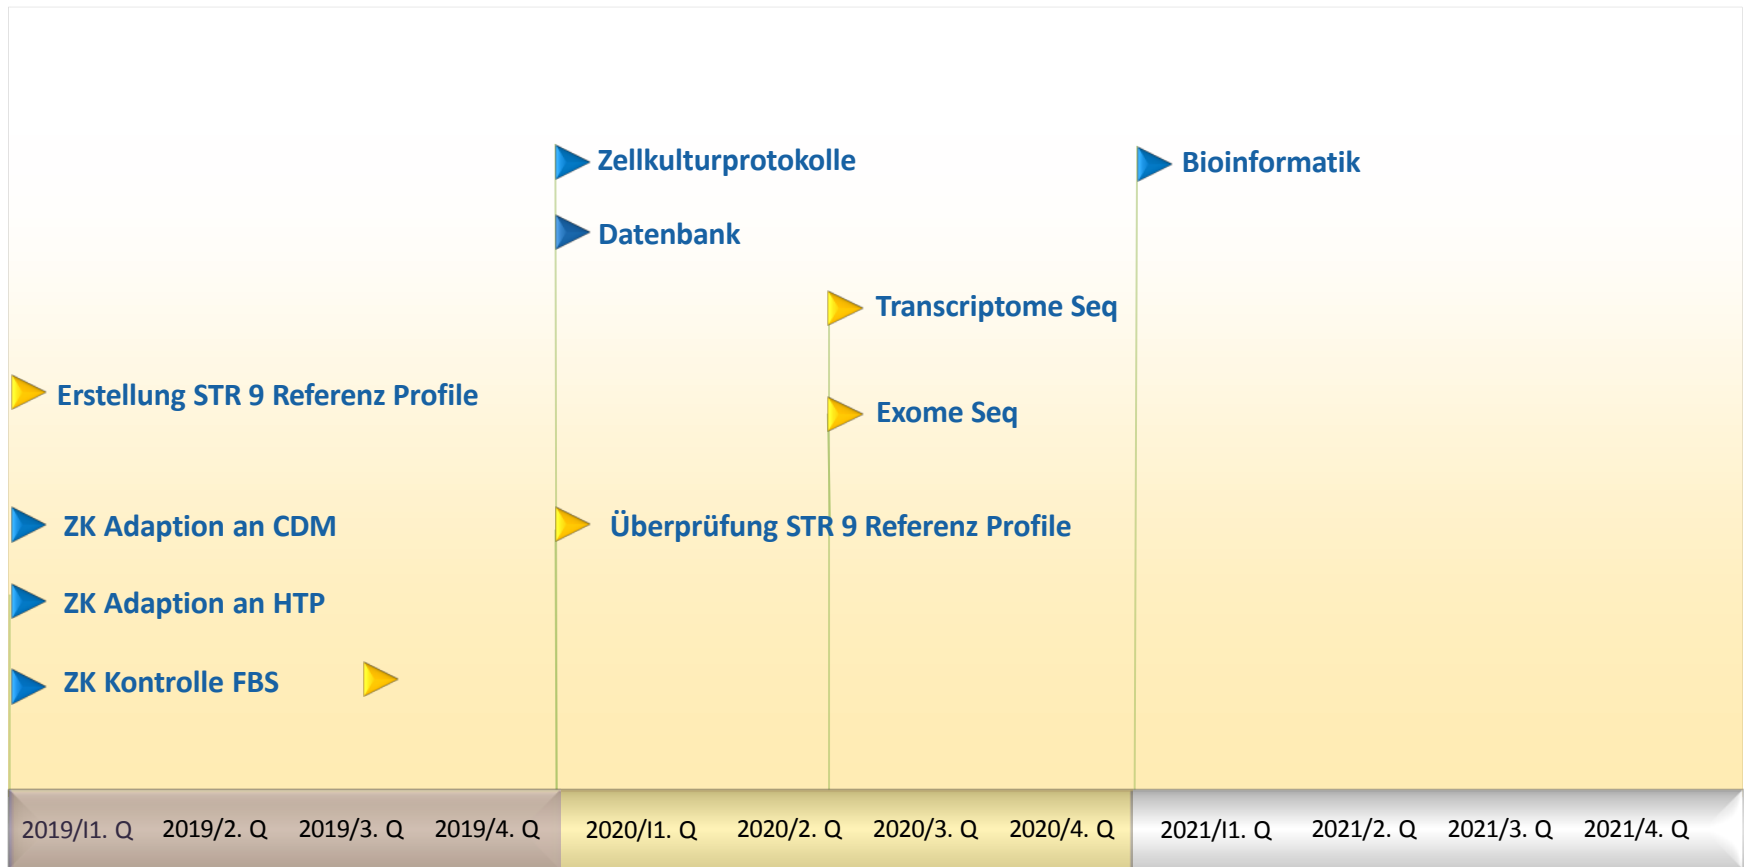 Zellkulturprotokolle
Bioinformatik
Datenbank
Transcriptome Seq
Erstellung STR 9 Referenz Profile
Exome Seq
ZK Adaption an CDM
Überprüfung STR 9 Referenz Profile
ZK Adaption an HTP
ZK Kontrolle FBS
2019/I1. Q 2019/2. Q 2019/3. Q 2019/4. Q 2020/I1. Q 2020/2. Q 2020/3. Q 2020/4. Q 2021/I1. Q 2021/2. Q 2021/3. Q 2021/4. Q